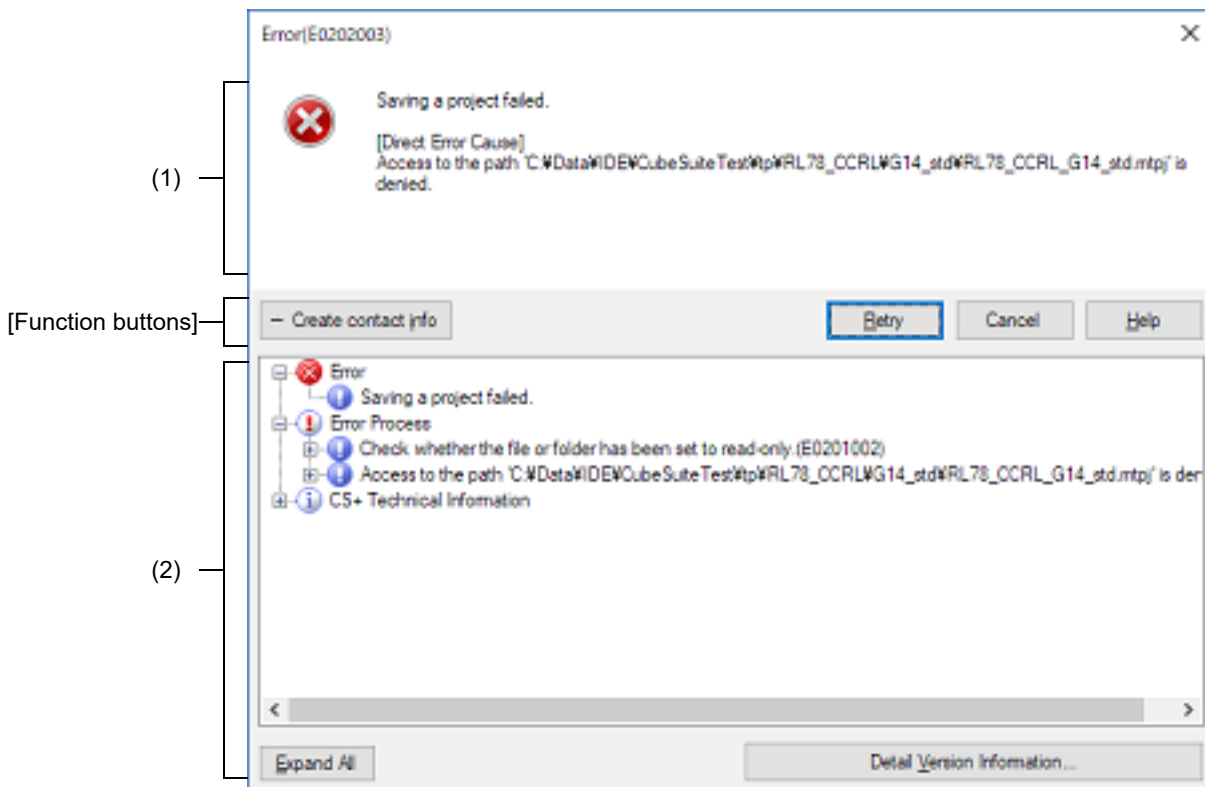 Error(E0202003)
(1)
Saving a project failed.
[Direct Error Cause]
Access to the path 'C:¥Data¥IDE¥CubeSuiteTest¥tp¥RL78_CCRL¥G14_std¥RL78_CCRL_G14_std.mtpj' is
denied.
[Function buttons]
− Create contact info
Retry
Cancel
Help
(2)
Error
Saving a project failed.
Error Process
Check whether the file or folder has been set to read-only.(E0201002)
Access to the path 'C:¥Data¥IDE¥CubeSuiteTest¥tp¥RL78_CCRL¥G14_std¥RL78_CCRL_G14_std.mtpj' is der
CS+ Technical Information
Expand All
Detail Version Information...